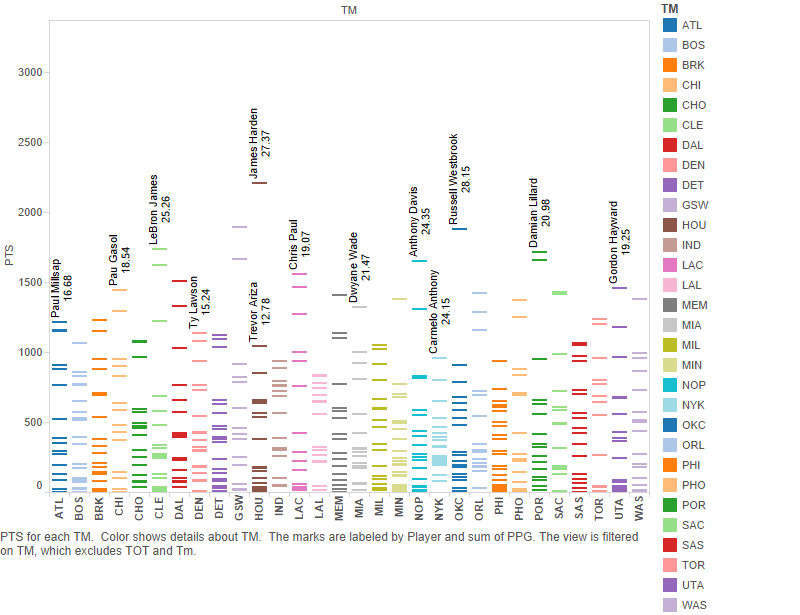 TM
PTS
3000
2500
2000
1500
1000
500
0
Paul Millsap
16.68
Pau Gasol
18.54
LeBron James
25.26
Ty Lawson
15.24
James Harden
27.37
Trevor Ariza
12.78
Chris Paul
19.07
Dwyane Wade
21.47
Anthony Davis
24.35
Carmelo Anthony
24.15
Russell Westbrook
28.15
Damian Lillard
20.98
Gordon Hayward
19.25
ATL BOS BRK CHI CHO CLE DAL DEN DET GSW HOU IND LAC LAL MEM MIA MIL MIN NOP NYK OKC ORL PHI PHO POR SAC SAS TOR UTA WAS
PTS for each TM.  Color shows details about TM.  The marks are labeled by Player and sum of PPG. The view is filtered
on TM, which excludes TOT and Tm.
TM
ATL
BOS
BRK
CHI
CHO
CLE
DAL
DEN
DET
GSW
HOU
IND
LAC
LAL
MEM
MIA
MIL
MIN
NOP
NYK
OKC
ORL
PHI
PHO
POR
SAC
SAS
TOR
UTA
WAS